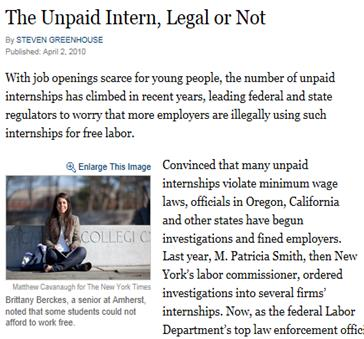 The Unpaid Intern, Legal or Not
By STEVEN GREENHOUSE
Published: April 2, 2010
With job openings scarce for young people, the number of unpaid
internships has climbed in recent years, leading federal and state
regulators to worry that more employers are illegally using such
internships for free labor.
Enlarge This Image
COLLEGI
Matthew Cavanaugh for The New York Times
Brittany Berckes, a senior at Amherst,
noted that some students could not
afford to work free.
Convinced that many unpaid
internships violate minimum wage
laws, officials in Oregon, California
and other states have begun
investigations and fined employers.
Last year, M. Patricia Smith, then New
York's labor commissioner, ordered
investigations into several firms'
internships. Now, as the federal Labor
Department's top law enforcement offic